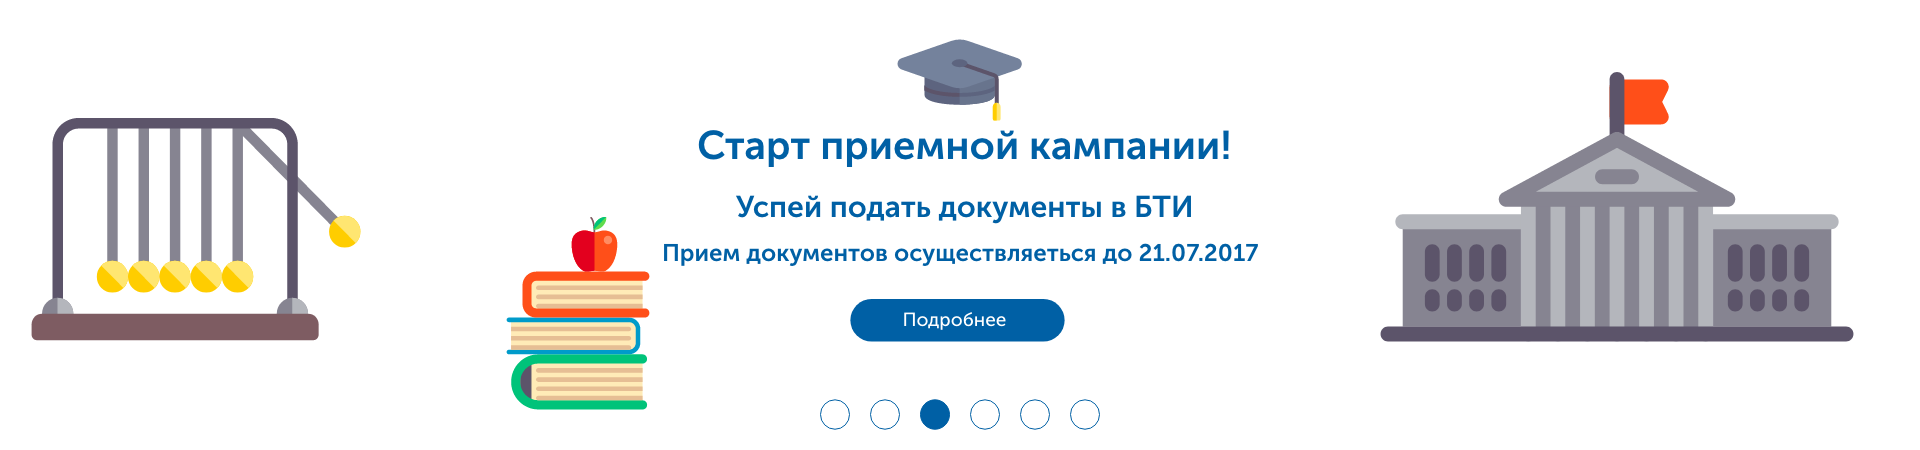 Старт приемной кампании!
Успей подать документы в БТИ
Прием документов осуществляеться до 21.07.2017
Подробнее